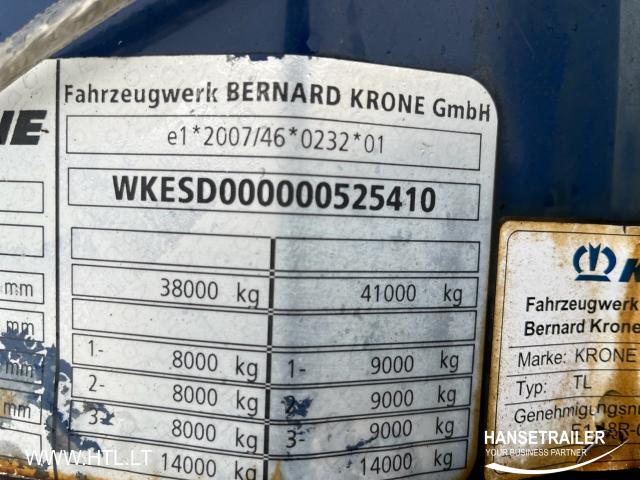 Fahrzeugwerk BERNARD KRONE GmbH
e1*2007/46*0232*01
WKESD000000525410
38000 kg 41000 kg
1- 8000 kg 1- 9000 kg
2- 8000 kg 2- 9000 kg
3- 8000 kg 3- 9000 kg
14000 kg 14000 kg
mm
mm
mm
mm
Fahrzeugwerk
Bernard Krone
Marke: KRONE
Typ: TL
HANSETRAILER
YOUR BUSINESS PARTNER
WWW.HTL.LT